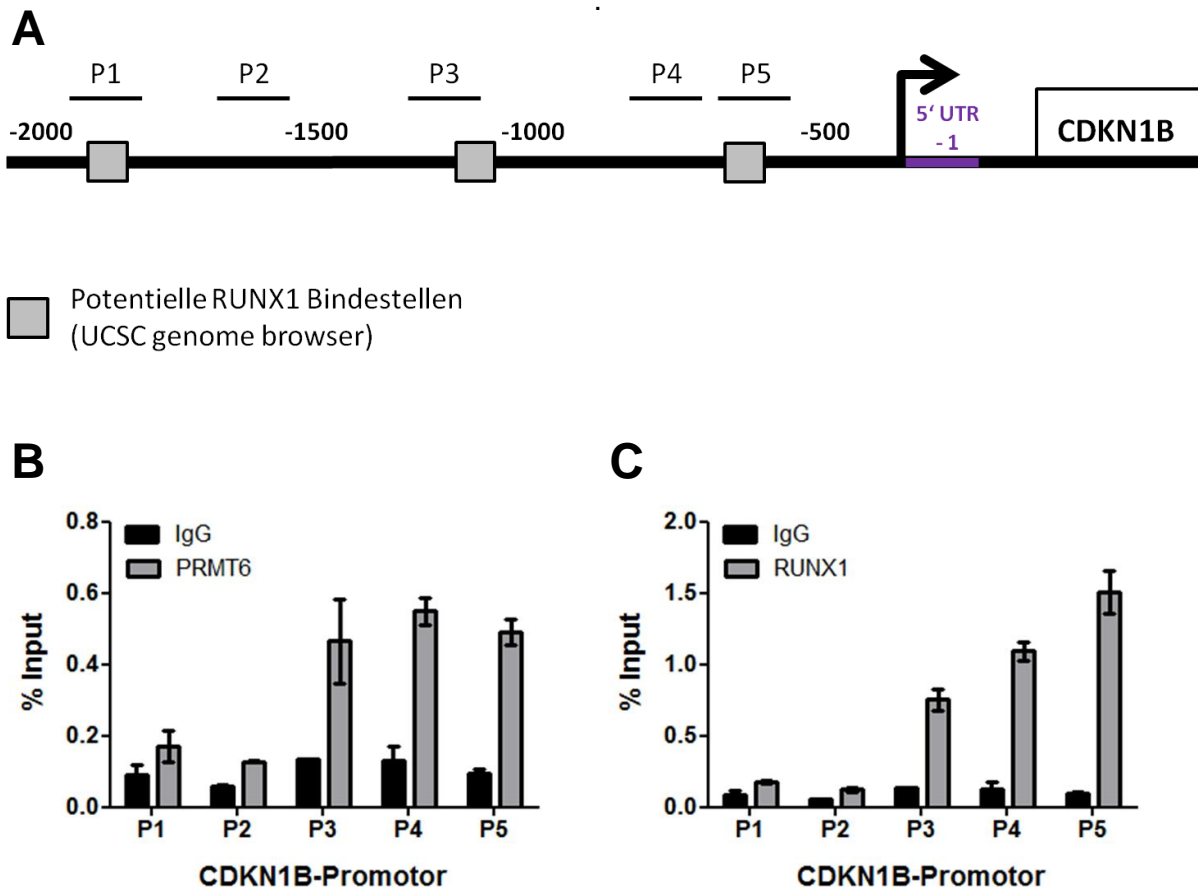 A
P1 P2 P3 P4 P5
-2000 -1500 -1000 -500
5‘ UTR
- 1
CDKN1B
Potentielle RUNX1 Bindestellen
(UCSC genome browser)
B
IgG
PRMT6
% Input
0.8
0.6
0.4
0.2
0.0
P1 P2 P3 P4 P5
CDKN1B-Promotor
C
IgG
RUNX1
% Input
2.0
1.5
1.0
0.5
0.0
P1 P2 P3 P4 P5
CDKN1B-Promotor